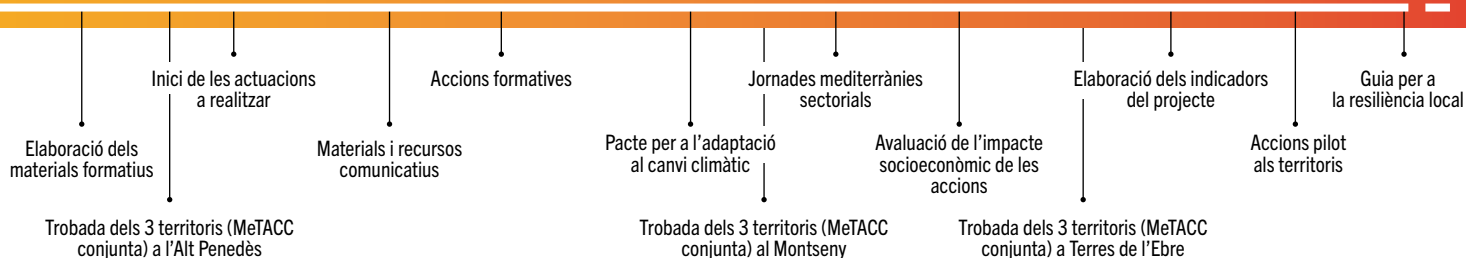 Elaboració dels
materials formatius
Trobada dels 3 territoris (MeTACC
conjunta) a l'Alt Penedès
Inici de les actuacions
a realitzar
Materials i recursos
comunicatius
Accions formatives
Pacte per a l'adaptació
al canvi climàtic
Trobada dels 3 territoris (MeTACC
conjunta) al Montseny
Jornades mediterrànies
sectorials
Avaluació de l'impacte
socioeconòmic de les
accions
Trobada dels 3 territoris (MeTACC
conjunta) a Terres de l'Ebre
Elaboració dels indicadors
del projecte
Accions pilot
als territoris
Guia per a
la resiliència local